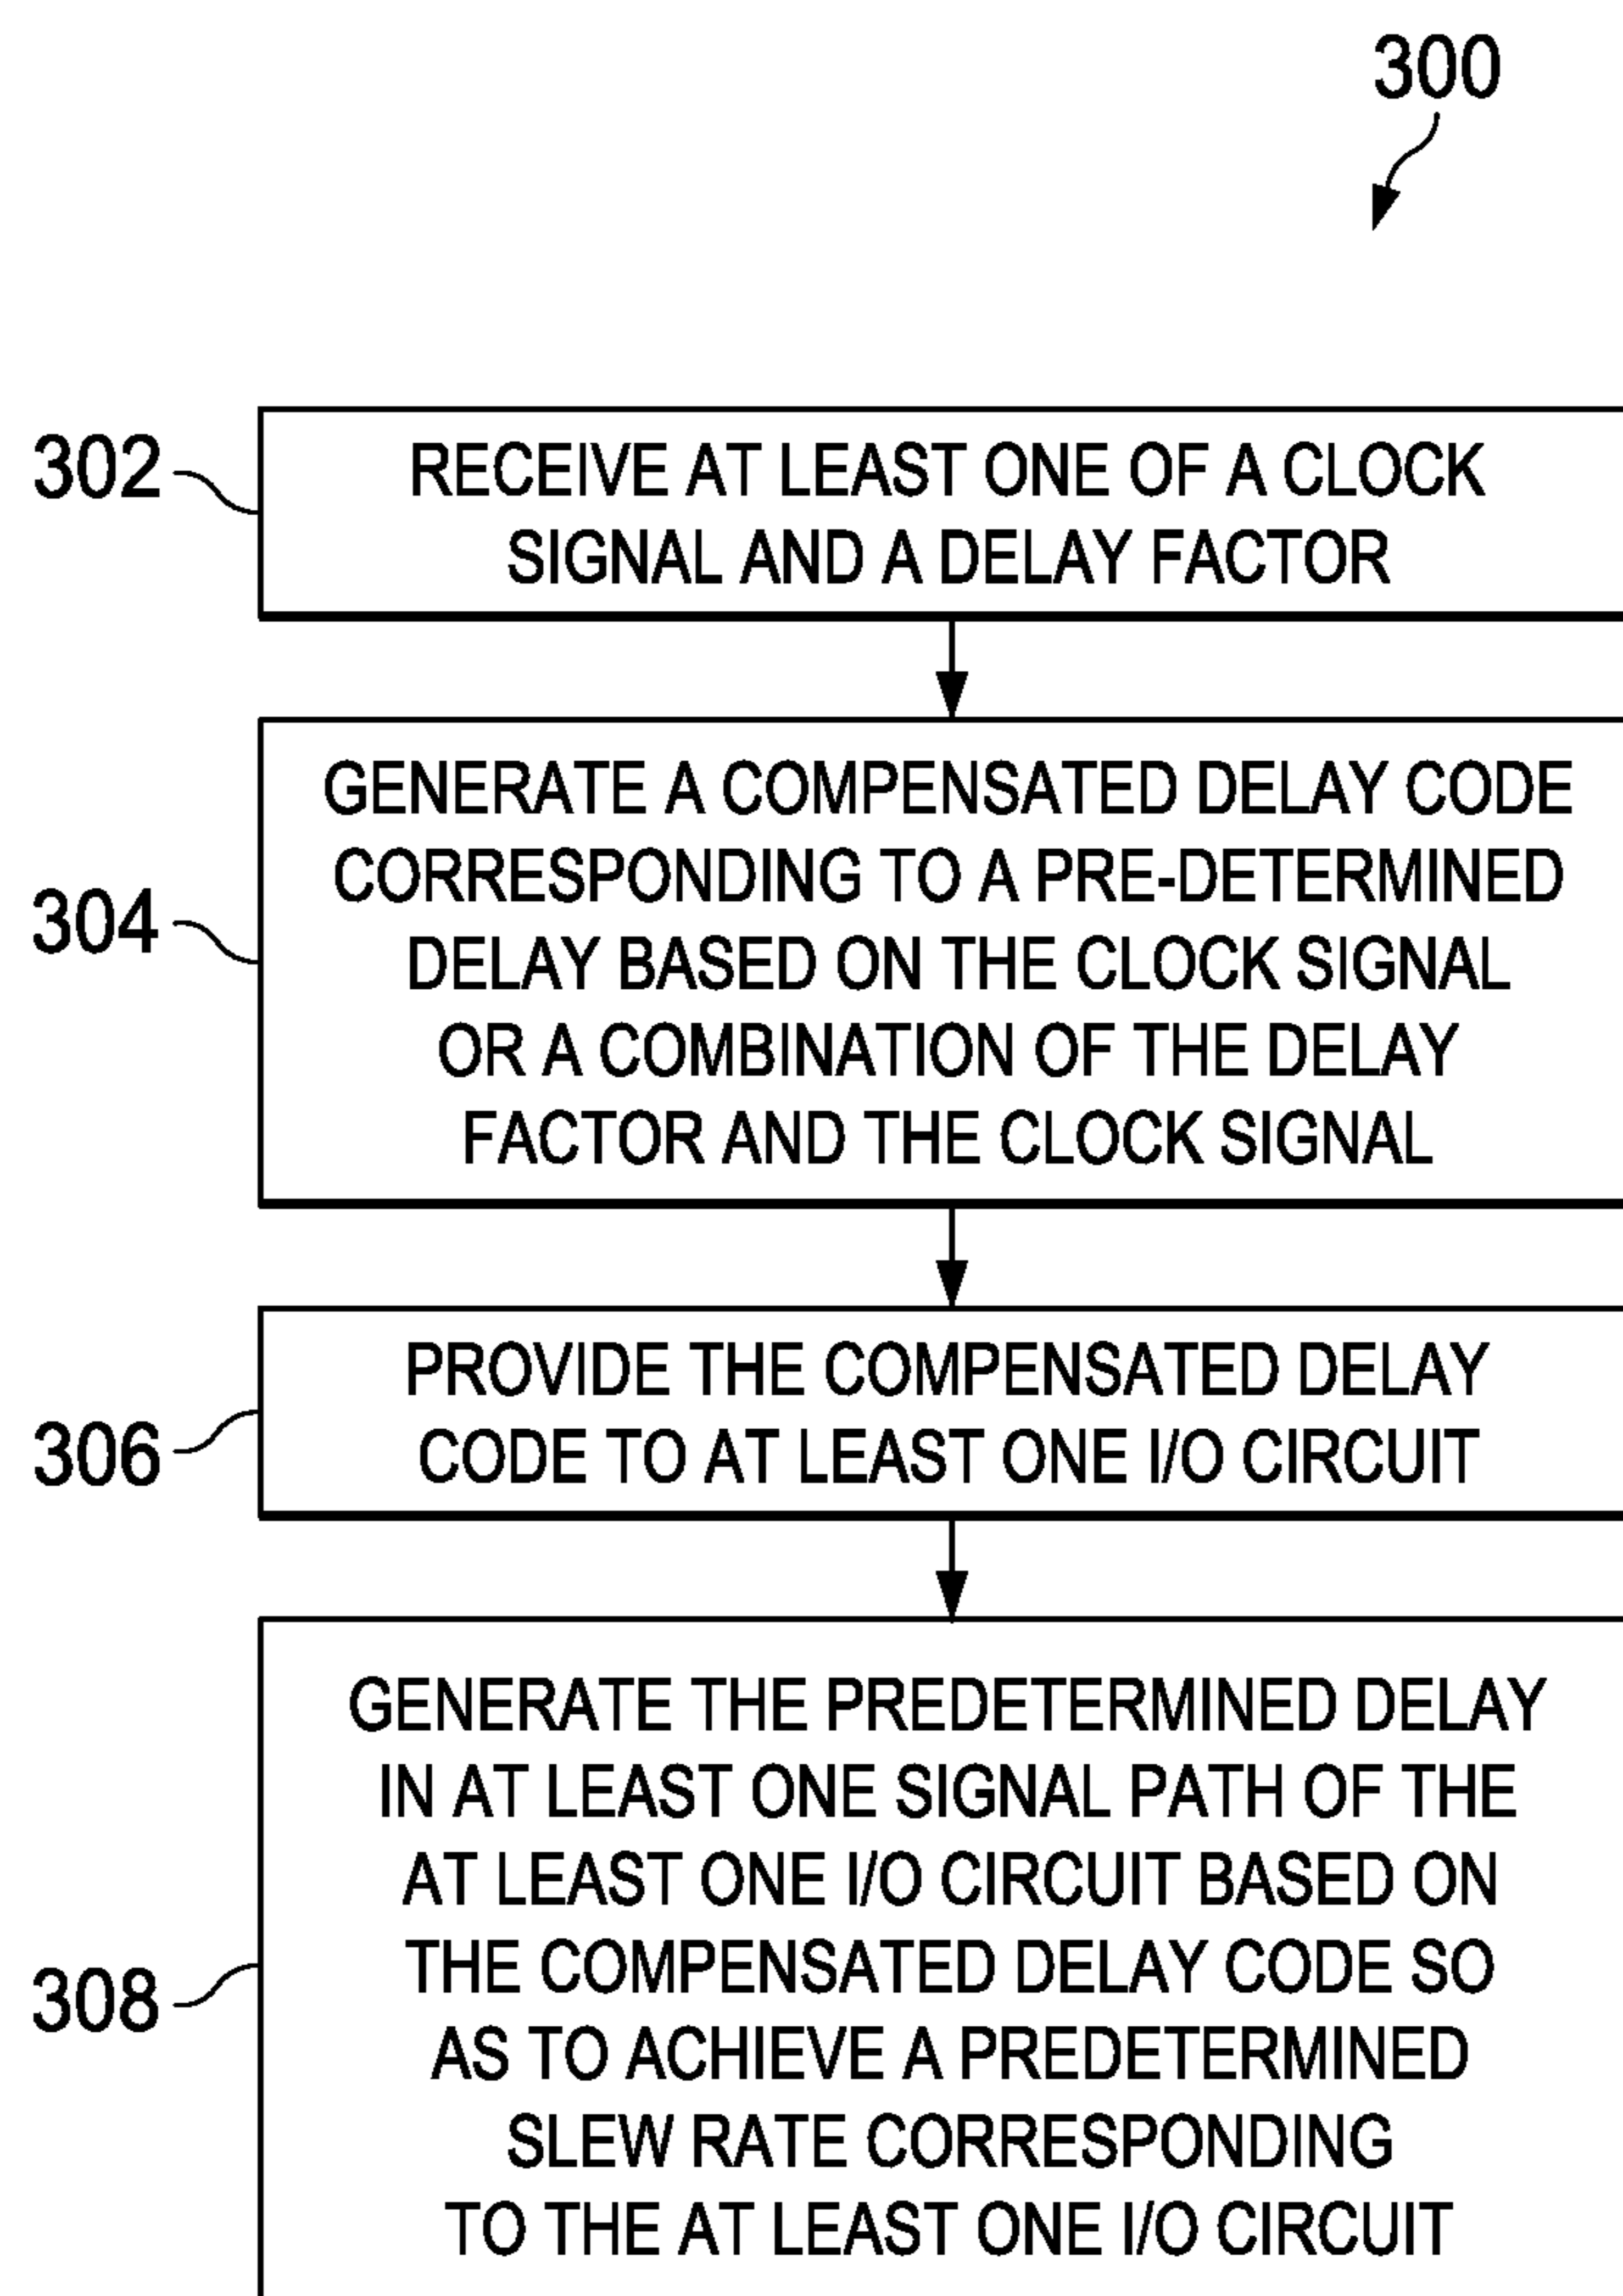 300
302
RECEIVE AT LEAST ONE OF A CLOCK
SIGNAL AND A DELAY FACTOR
304
GENERATE A COMPENSATED DELAY CODE
CORRESPONDING TO A PRE-DETERMINED
DELAY BASED ON THE CLOCK SIGNAL
OR A COMBINATION OF THE DELAY
FACTOR AND THE CLOCK SIGNAL
306
PROVIDE THE COMPENSATED DELAY
CODE TO AT LEAST ONE I/O CIRCUIT
308
GENERATE THE PREDETERMINED DELAY
IN AT LEAST ONE SIGNAL PATH OF THE
AT LEAST ONE I/O CIRCUIT BASED ON
THE COMPENSATED DELAY CODE SO
AS TO ACHIEVE A PREDETERMINED
SLEW RATE CORRESPONDING
TO THE AT LEAST ONE I/O CIRCUIT